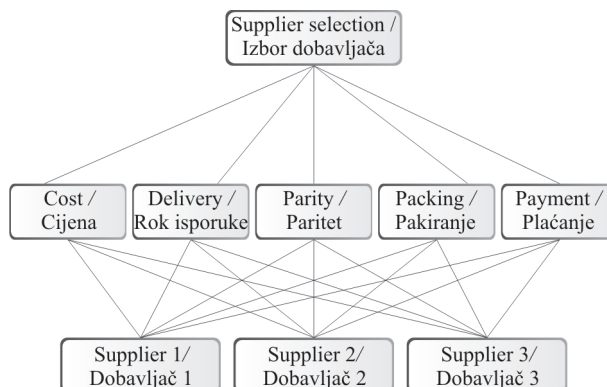 Supplier selection /
Izbor dobavljača
Cost /
Cijena
Delivery /
Rok isporuke
Parity /
Paritet
Packing /
Pakiranje
Payment /
Plaćanje
Supplier 1/
Dobavljač 1
Supplier 2/
Dobavljač 2
Supplier 3/
Dobavljač 3